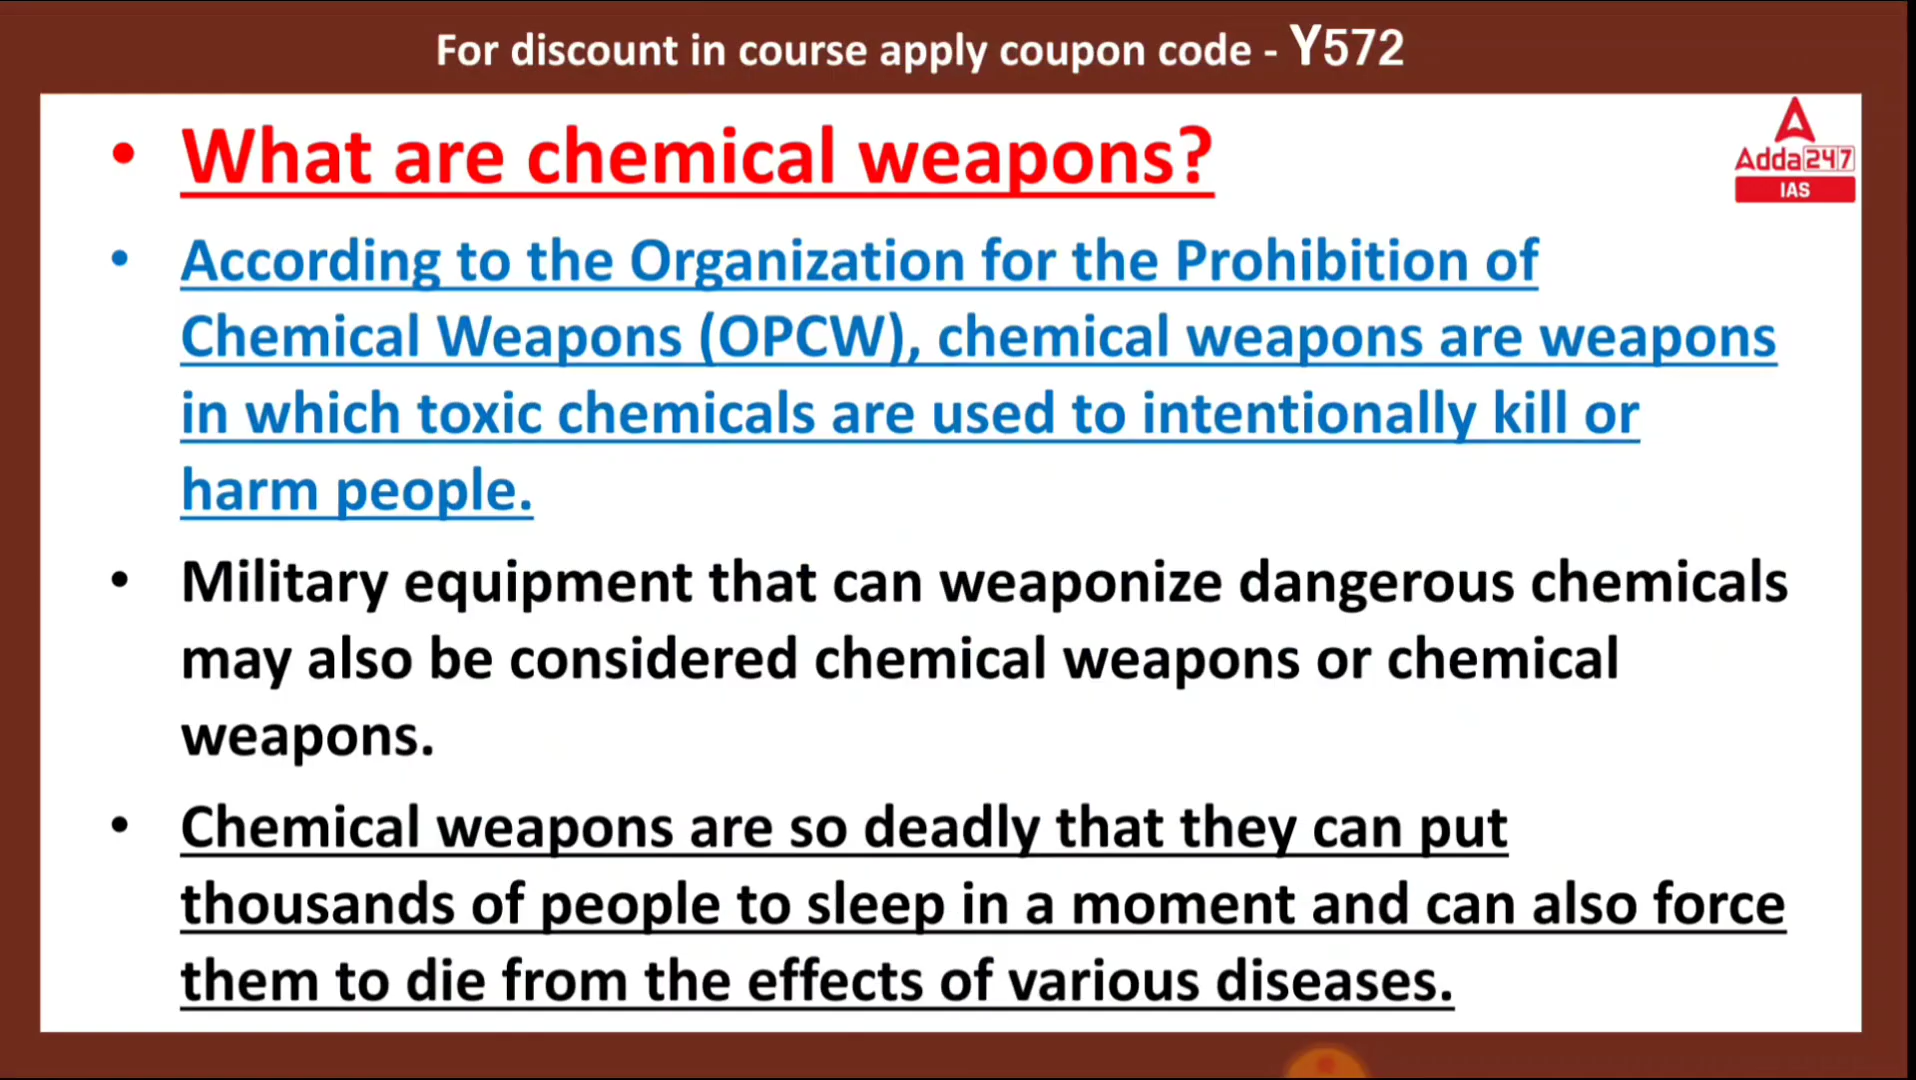 For discount in course apply coupon code - Y572
• What are chemical weapons?
Adda247
IAS
• According to the Organization for the Prohibition of
Chemical Weapons (OPCW), chemical weapons are weapons
in which toxic chemicals are used to intentionally kill or
harm people.
• Military equipment that can weaponize dangerous chemicals
may also be considered chemical weapons or chemical
weapons.
• Chemical weapons are so deadly that they can put
thousands of people to sleep in a moment and can also force
them to die from the effects of various diseases.